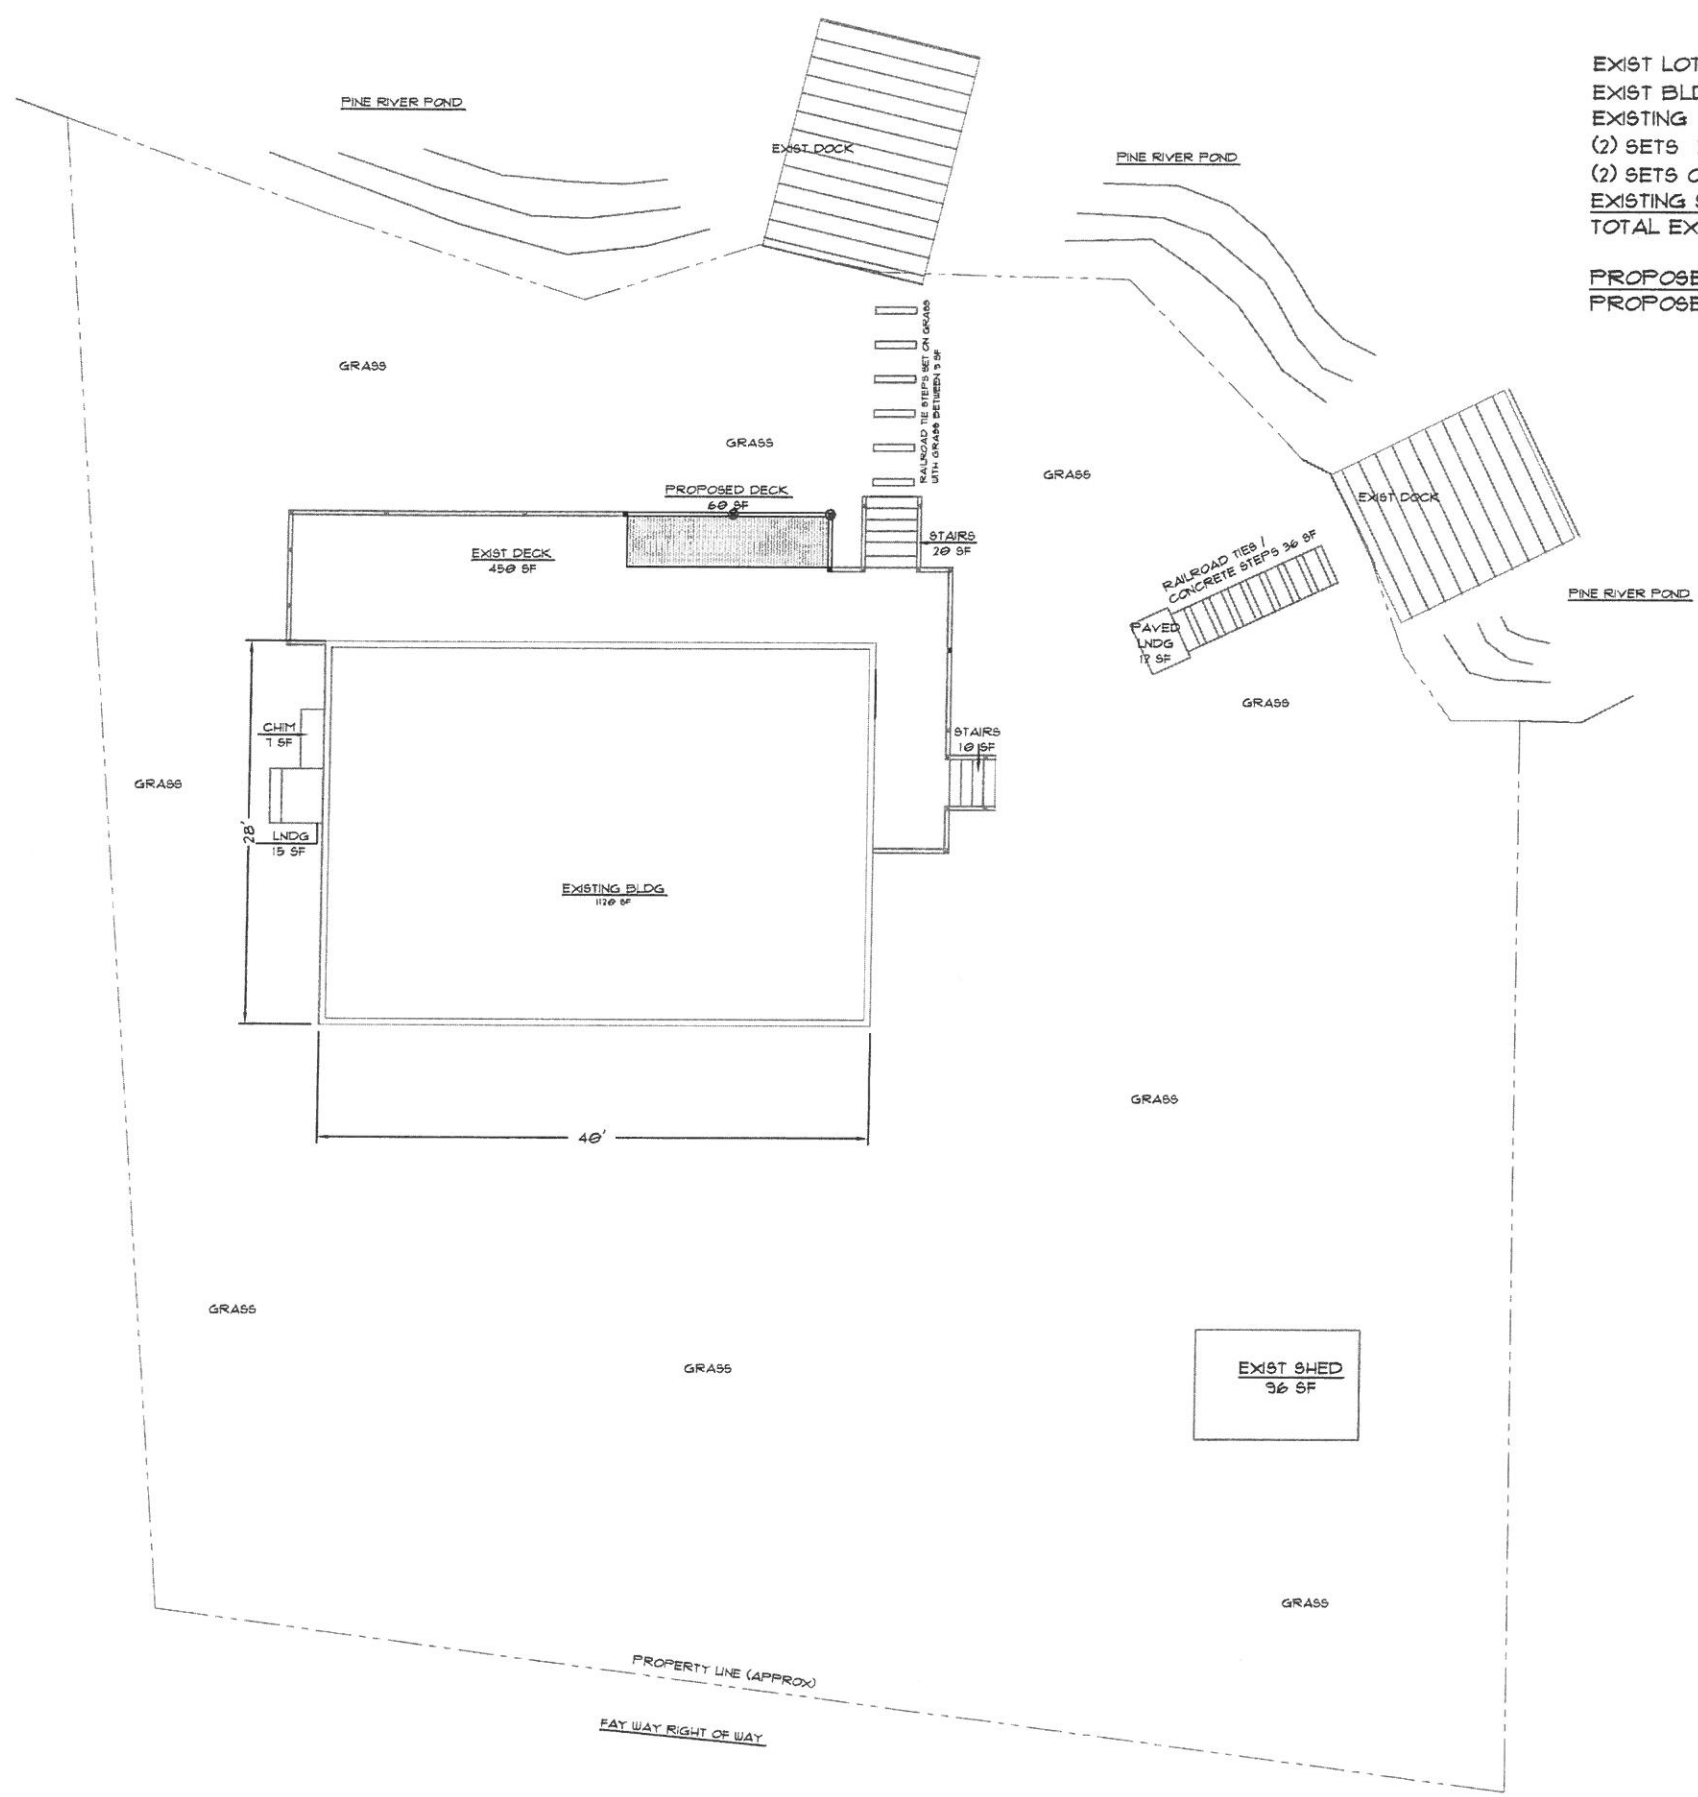 PINE RIVER POND
EXIST DOCK
PINE RIVER POND
EXIST LOT
EXIST BLD
EXISTING
(2) SETS
(2) SETS
EXISTING
TOTAL EX
PROPOSE
PROPOSE
GRASS
GRASS
RAILROAD TIE STEPS SET ON GRASS
WITH GRASS BETWEEN 9 SF
GRASS
EXIST DOCK
PROPOSED DECK
60 SF
EXIST DECK
450 SF
STAIRS
20 SF
RAILROAD TIES /
CONCRETE STEPS 36 SF
PAVED
LNDG
SF
PINE RIVER POND
GRASS
CHIM
7 SF
STAIRS
10 SF
GRASS
28'
LNDG
15 SF
EXISTING BLDG
1120 SF
GRASS
40'
GRASS
GRASS
EXIST SHED
96 SF
GRASS
PROPERTY LINE (APPROX)
FAY WAY RIGHT OF WAY